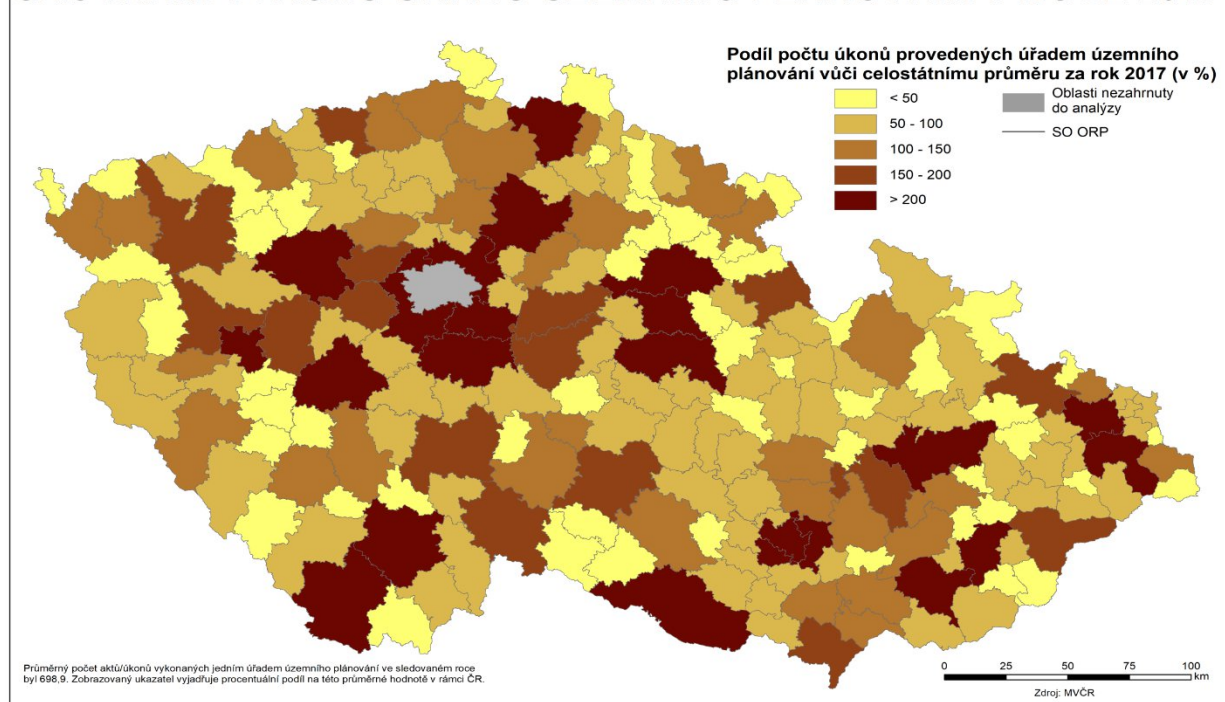 Podíl počtu úkonů provedených úřadem územního
plánování vůči celostátnímu průměru za rok 2017 (v %)
< 50
50 - 100
100 - 150
150 - 200
> 200
Oblasti nezahrnuty
do analýzy
SO ORP
Průměrný počet aktů/úkonů vykonaných jedním úřadem územního plánování ve sledovaném roce
byl 698,9. Zobrazovaný ukazatel vyjadřuje procentuální podíl na této průměrné hodnotě v rámci ČR.
0 25 50 75 100
km
Zdroj: MVČR